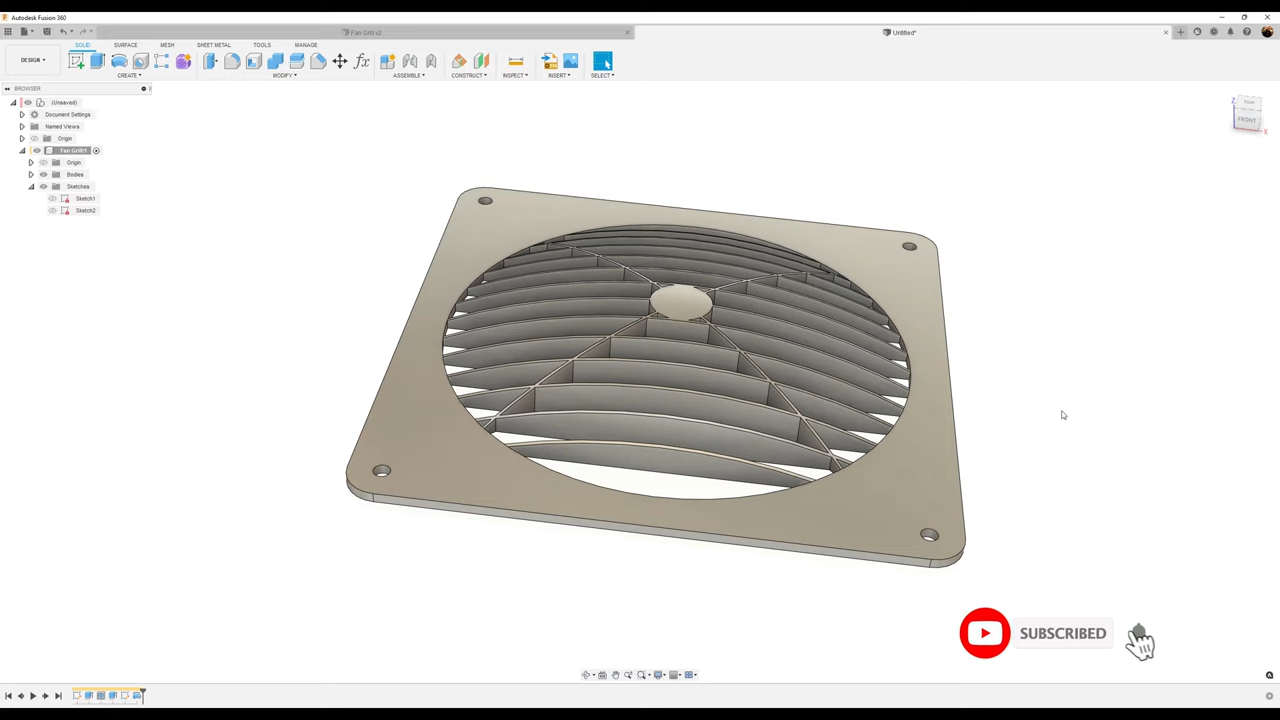 Autodesk Fusion 360
Fan Grill v2
Untitled*
DESIGN
SOLID
SURFACE
MESH
SHEET METAL
TOOLS
MANAGE
CREATE
MODIFY
ASSEMBLE
CONSTRUCT
INSPECT
INSERT
SELECT
BROWSER
(Unsaved)
Document Settings
Named Views
Origin
Fan Grill:1
Origin
Bodies
Sketches
Sketch1
Sketch2
Z
FRONT
X
SUBSCRIBED